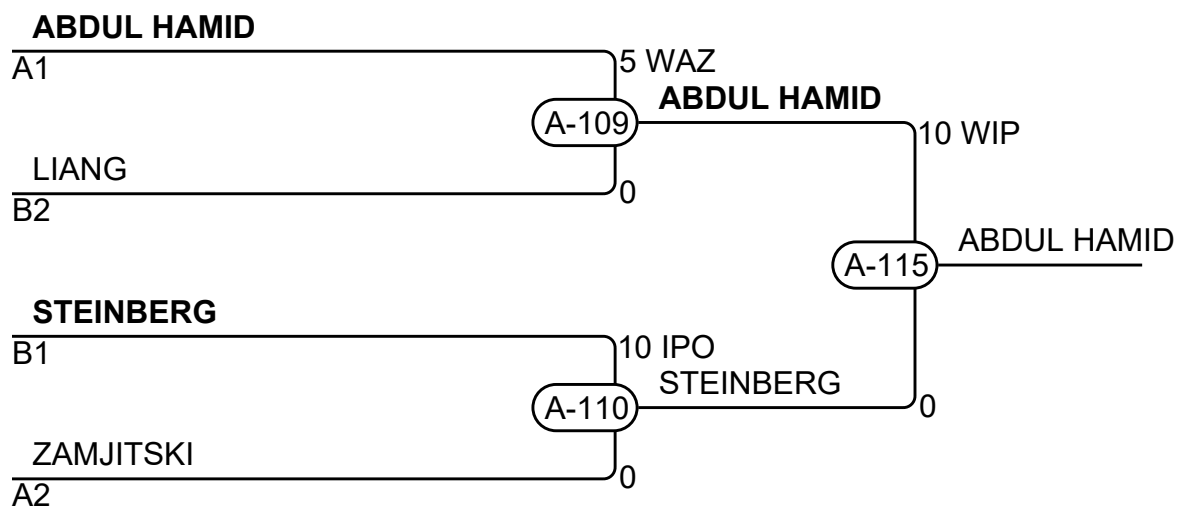 ABDUL HAMID
A1
5 WAZ
ABDUL HAMID
A-109
10 WIP
LIANG
B2
0
ABDUL HAMID
A-115
STEINBERG
B1
10 IPO
STEINBERG
A-110
0
ZAMJITSKI
A2
0